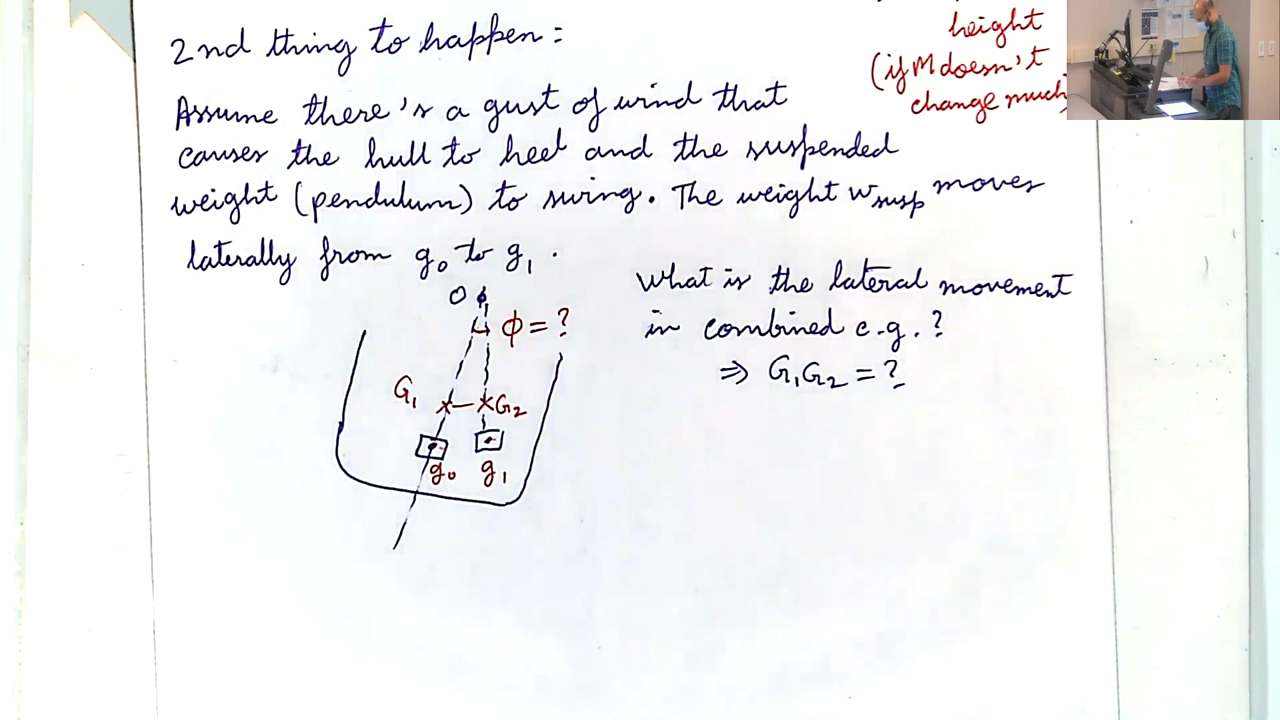 2nd thing to happen:
height
(if M doesn't
change much
Assume there's a gust of wind that
causes the hull to heel and the suspended
weight (pendulum) to swing. The weight w_susp moves
laterally from g₀ to g₁.
What is the lateral movement
in combined c.g.?
⇒ G₁G₂ = ?
O
ϕ = ?
G₁
G₂
g₀ g₁